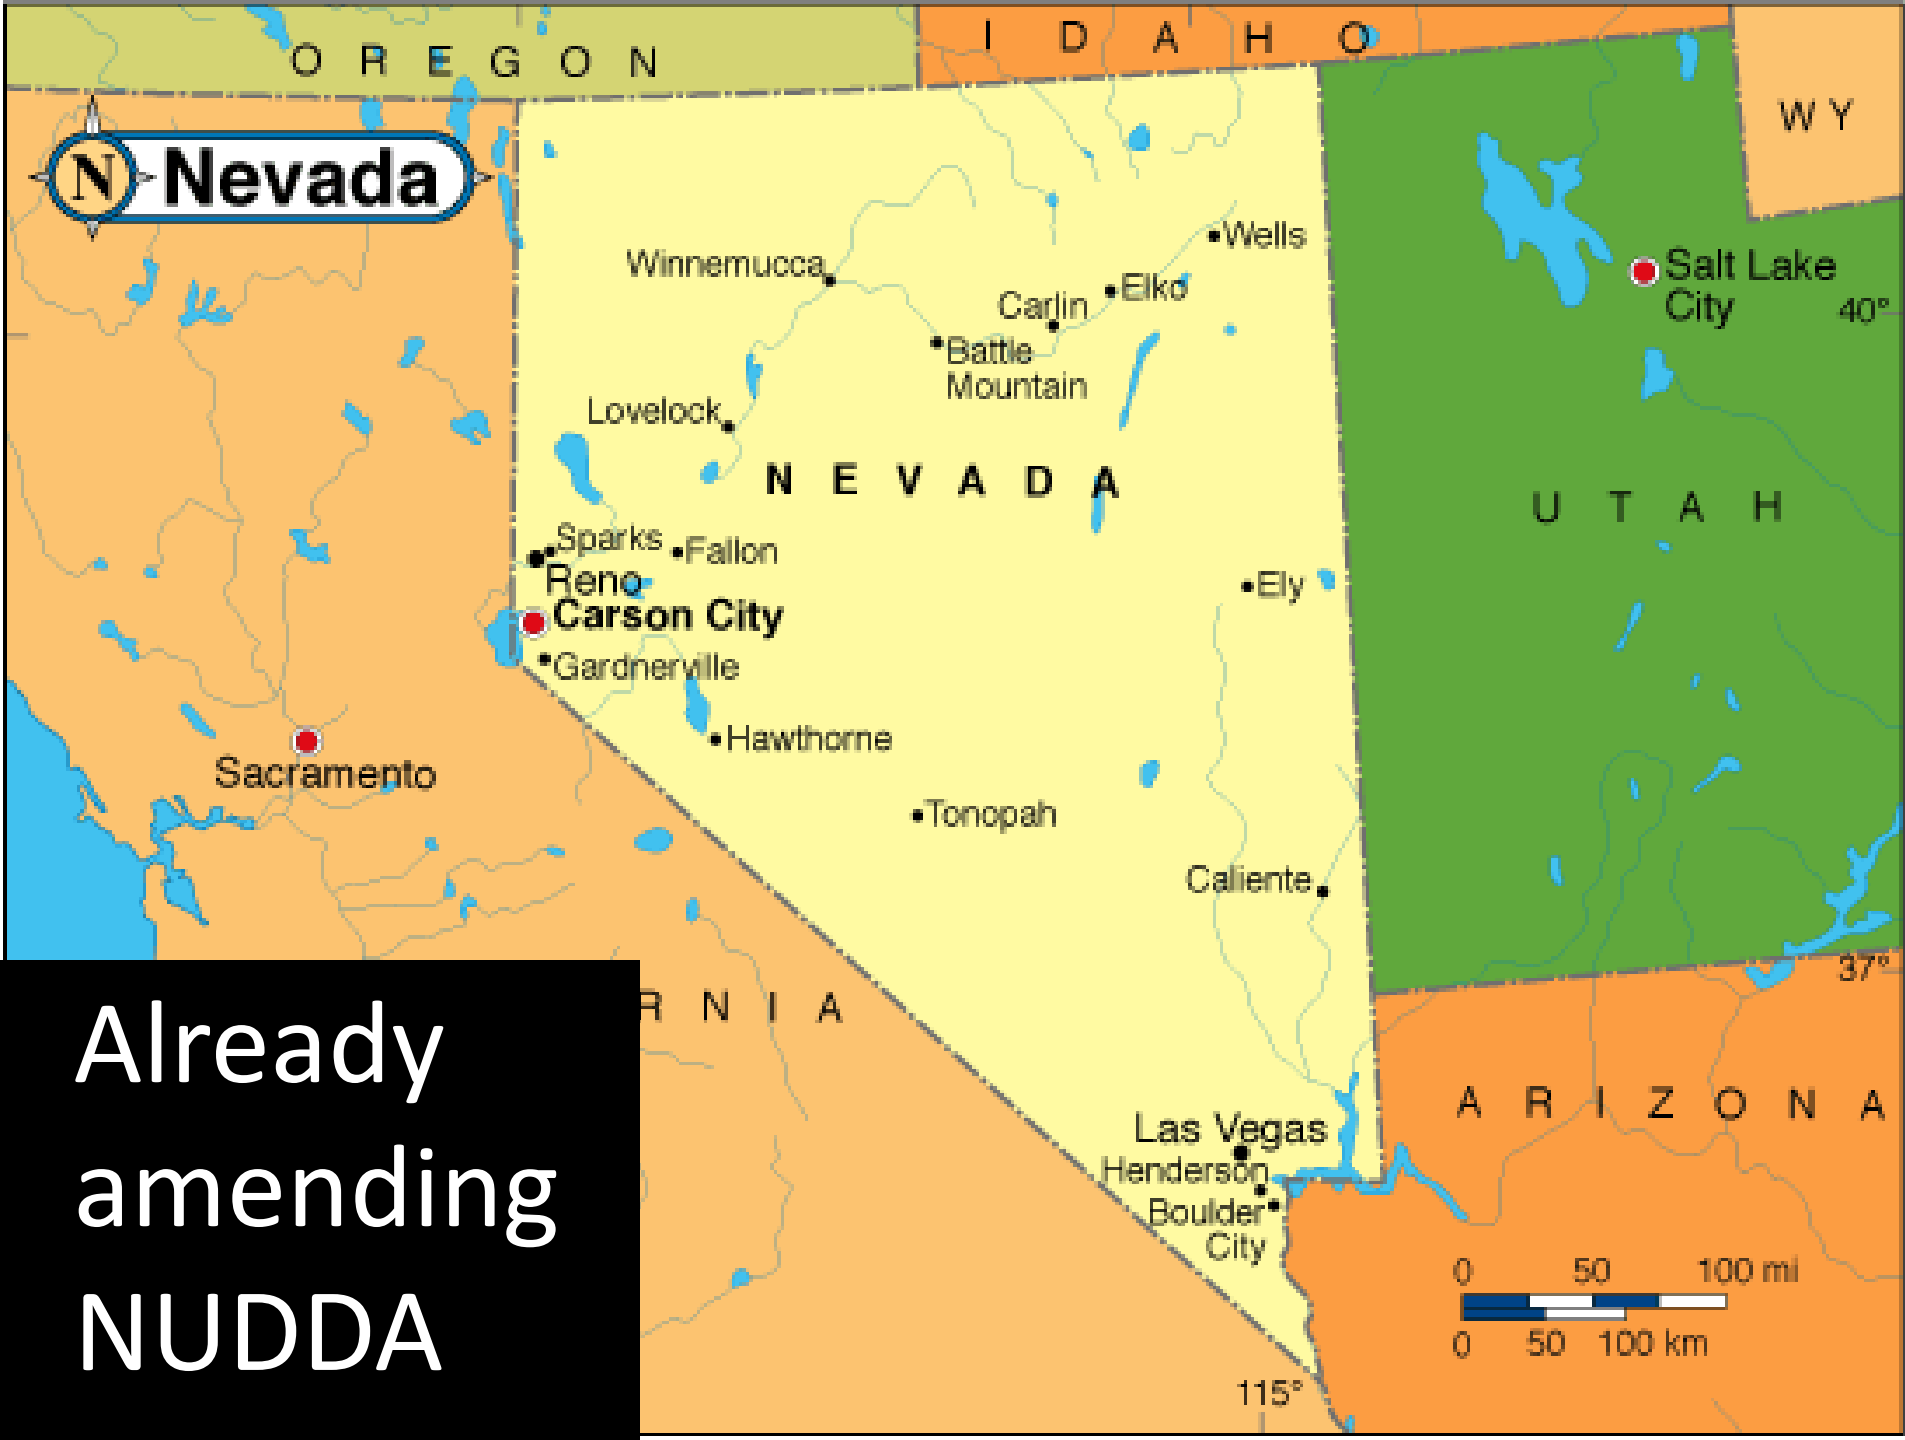 OREGON
IDAHO
WY
N
Nevada
Wells
Winnemucca
Elko
Carlin
Salt Lake
City
40°
Battle
Mountain
Lovelock
NEVADA
UTAH
Sparks
Fallon
Reno
Ely
Carson City
Gardnerville
Hawthorne
Sacramento
Tonopah
Caliente
37°
RNIA
ARIZONA
Las Vegas
Henderson
Boulder
City
0 50 100 mi
0 50 100 km
115°
Already
amending
NUDDA